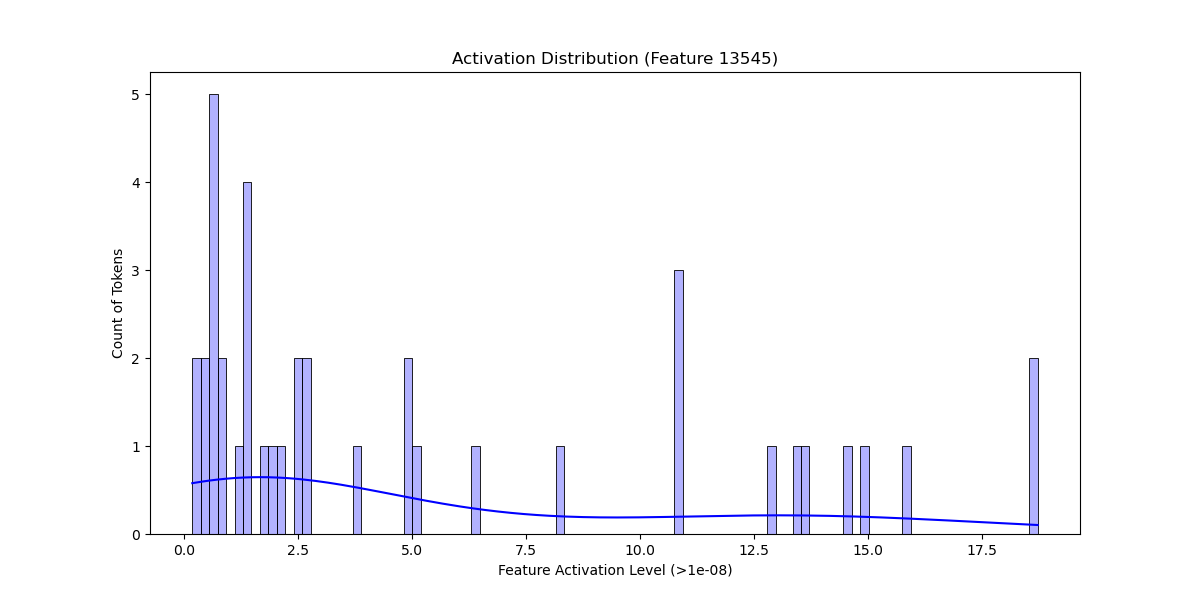 Activation Distribution (Feature 13545)
Count of Tokens
5
4
3
2
1
0
0.0 2.5 5.0 7.5 10.0 12.5 15.0 17.5
Feature Activation Level (>1e-08)